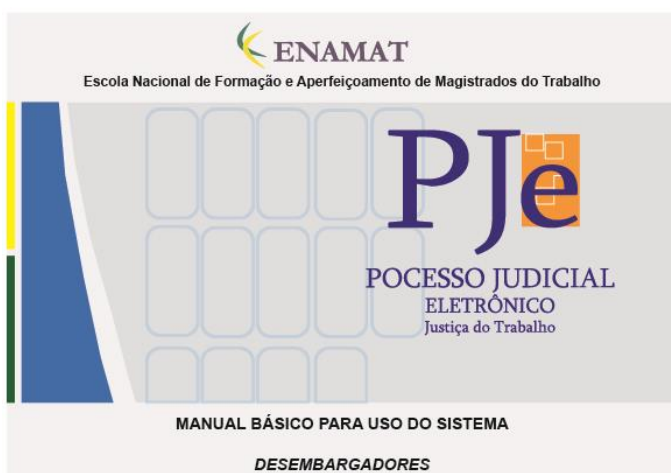 ENAMAT
Escola Nacional de Formação e Aperfeiçoamento de Magistrados do Trabalho
PJe
POCESSO JUDICIAL
ELETRÔNICO
Justiça do Trabalho
MANUAL BÁSICO PARA USO DO SISTEMA
DESEMBARGADORES